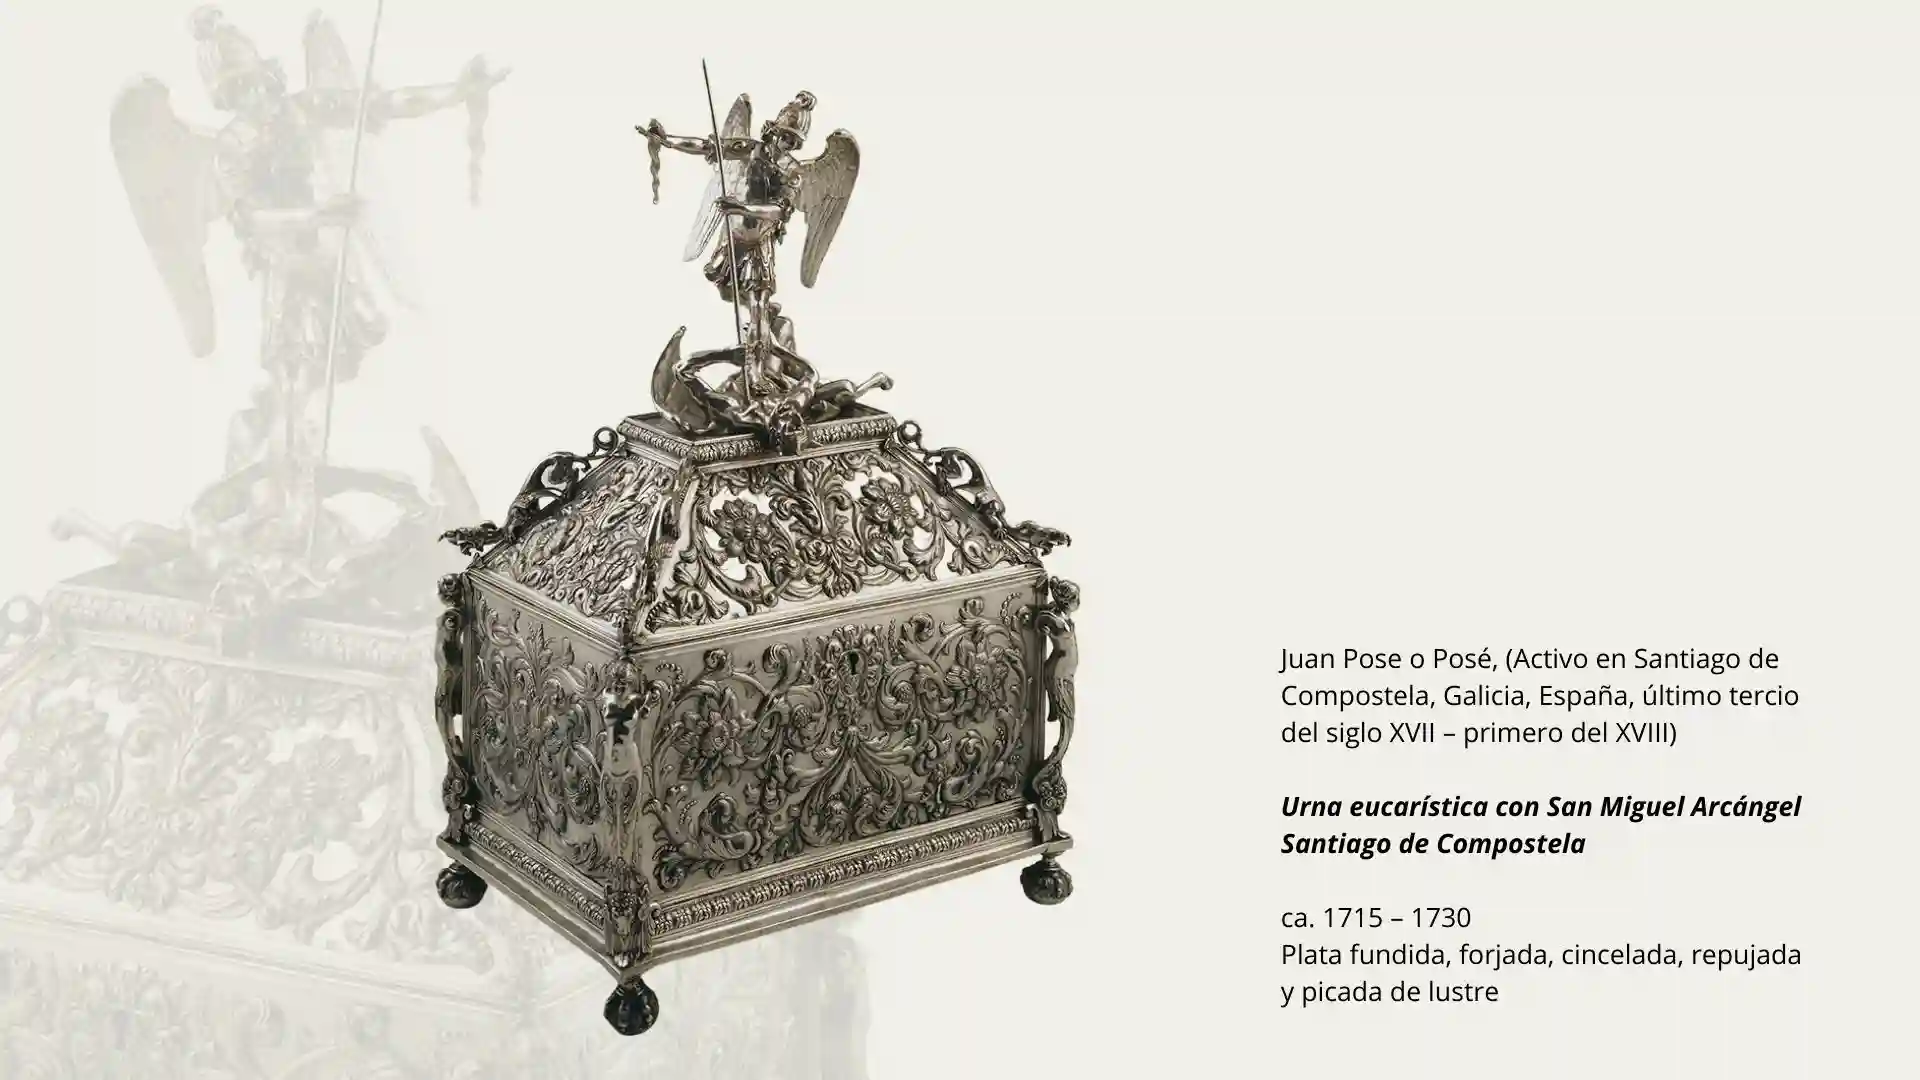 Juan Pose o Posé, (Activo en Santiago de
Compostela, Galicia, España, último tercio
del siglo XVII – primero del XVIII)
Urna eucarística con San Miguel Arcángel
Santiago de Compostela
ca. 1715 – 1730
Plata fundida, forjada, cincelada, repujada
y picada de lustre